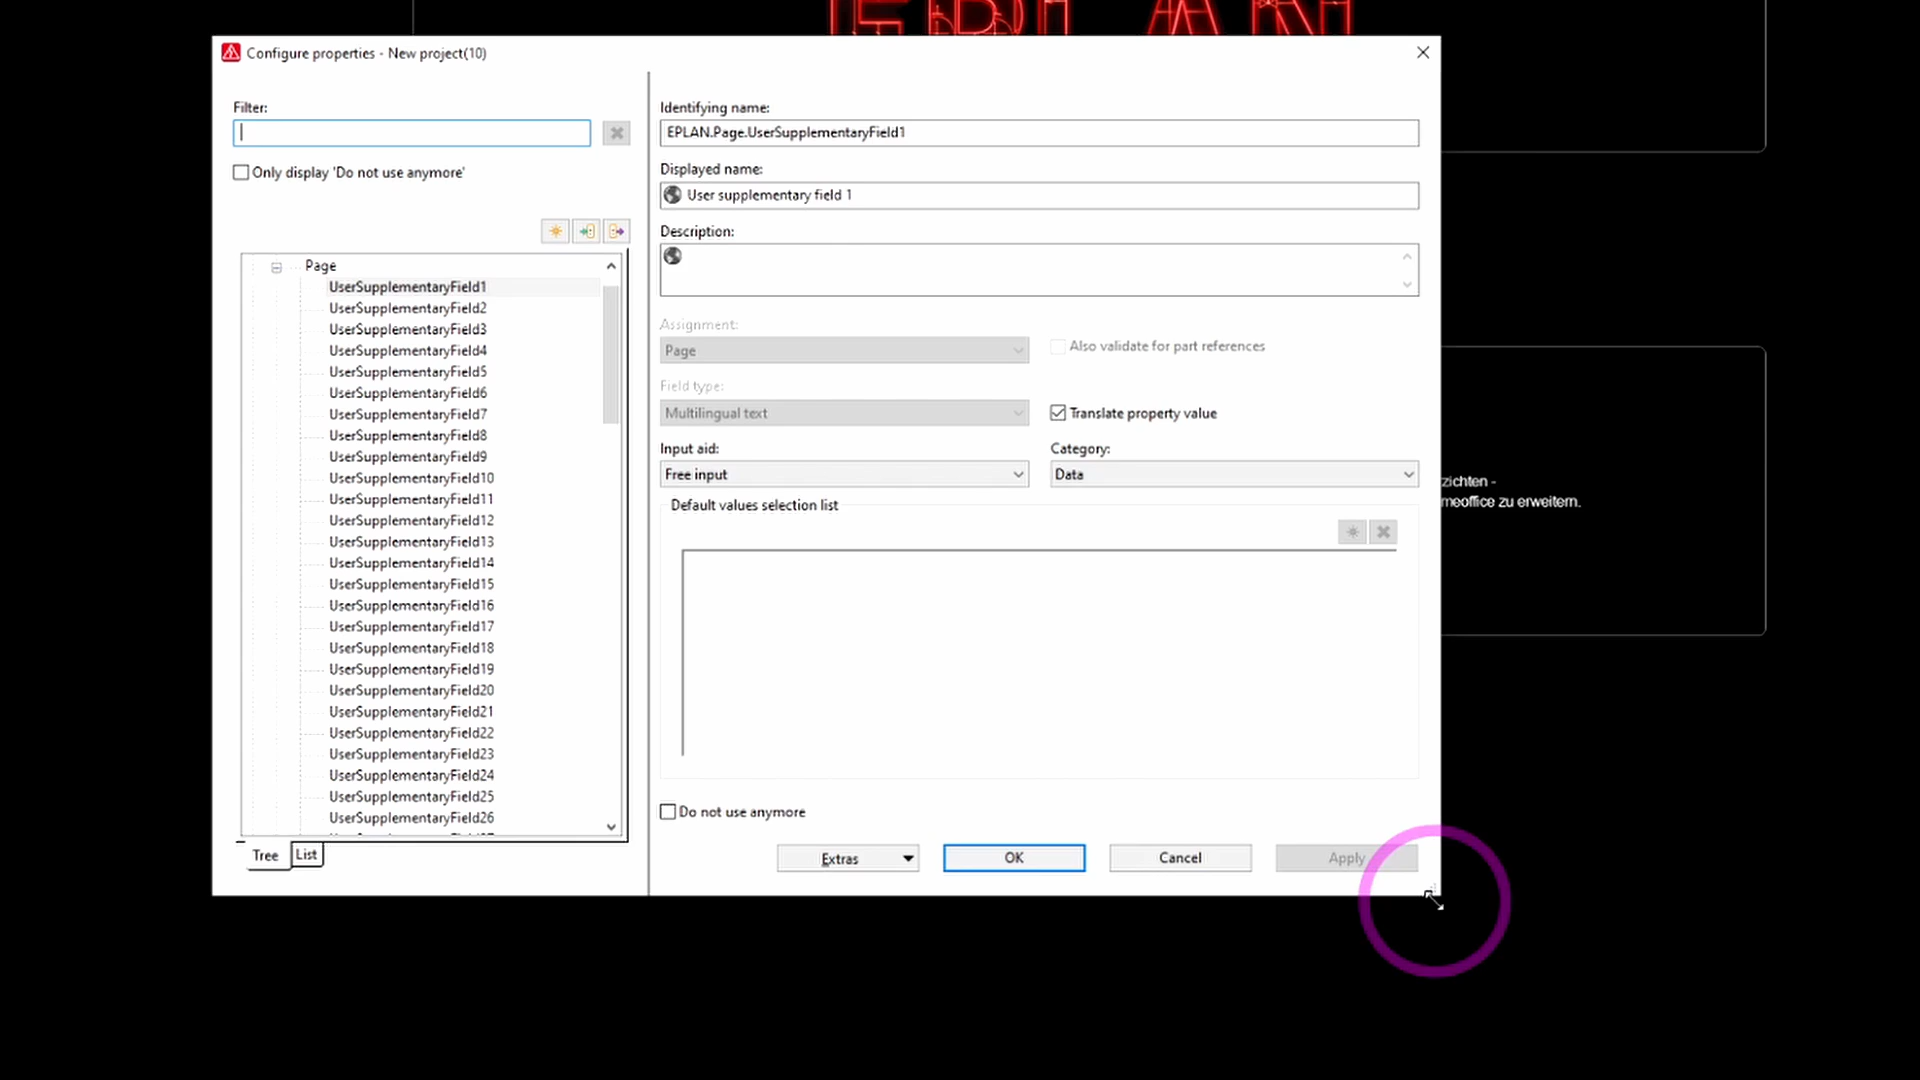 EPLAN
Configure properties - New project(10)
Filter:
Only display 'Do not use anymore'
Page
UserSupplementaryField1
UserSupplementaryField2
UserSupplementaryField3
UserSupplementaryField4
UserSupplementaryField5
UserSupplementaryField6
UserSupplementaryField7
UserSupplementaryField8
UserSupplementaryField9
UserSupplementaryField10
UserSupplementaryField11
UserSupplementaryField12
UserSupplementaryField13
UserSupplementaryField14
UserSupplementaryField15
UserSupplementaryField16
UserSupplementaryField17
UserSupplementaryField18
UserSupplementaryField19
UserSupplementaryField20
UserSupplementaryField21
UserSupplementaryField22
UserSupplementaryField23
UserSupplementaryField24
UserSupplementaryField25
UserSupplementaryField26
Tree
List
Identifying name:
EPLAN.Page.UserSupplementaryField1
Displayed name:
User supplementary field 1
Description:
Assignment:
Page
Also validate for part references
Field type:
Multilingual text
Translate property value
Input aid:
Category:
Free input
Data
Default values selection list
Do not use anymore
Extras
OK
Cancel
Apply
zichten -
meoffice zu erweitern.